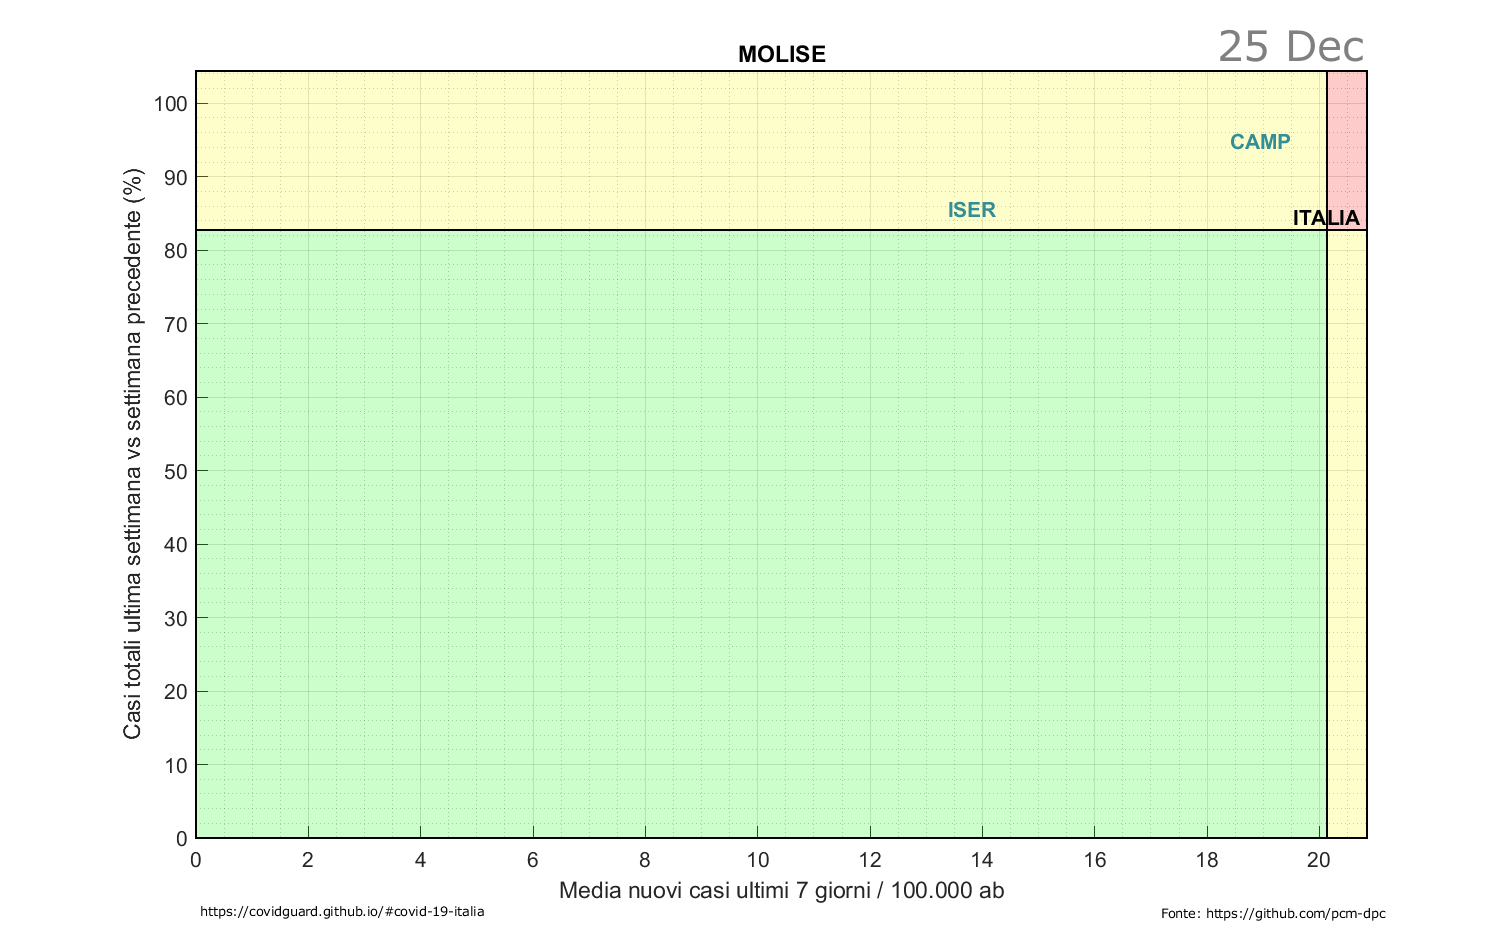 MOLISE
25 Dec
Casi totali ultima settimana vs settimana precedente (%)
100
90
80
70
60
50
40
30
20
10
0
CAMP
ISER
ITALIA
0 2 4 6 8 10 12 14 16 18 20
Media nuovi casi ultimi 7 giorni / 100.000 ab
https://covidguard.github.io/#covid-19-italia
Fonte: https://github.com/pcm-dpc